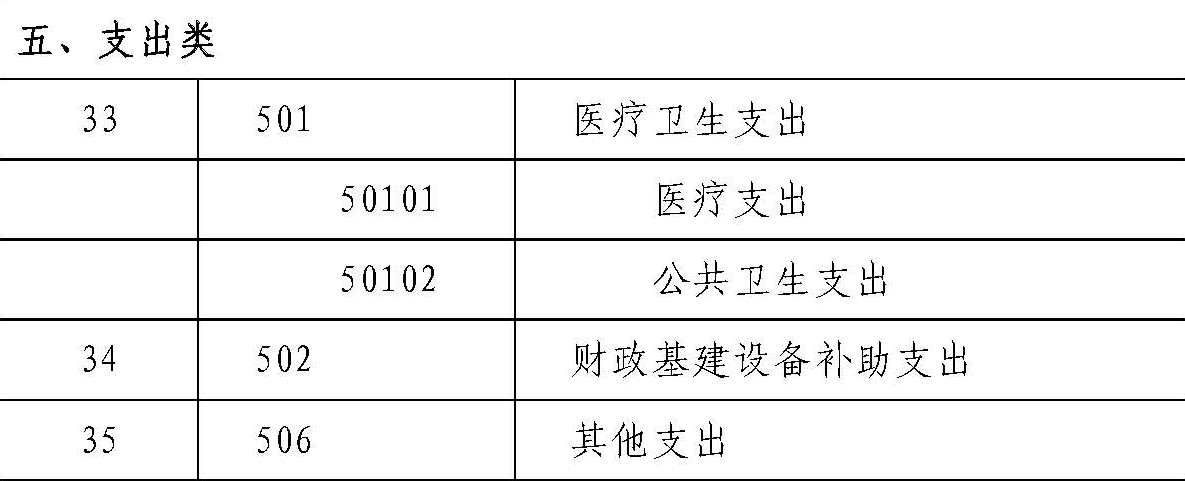 五、支出类
33 501 医疗卫生支出
50101 医疗支出
50102 公共卫生支出
34 502 财政基建设备补助支出
35 506 其他支出